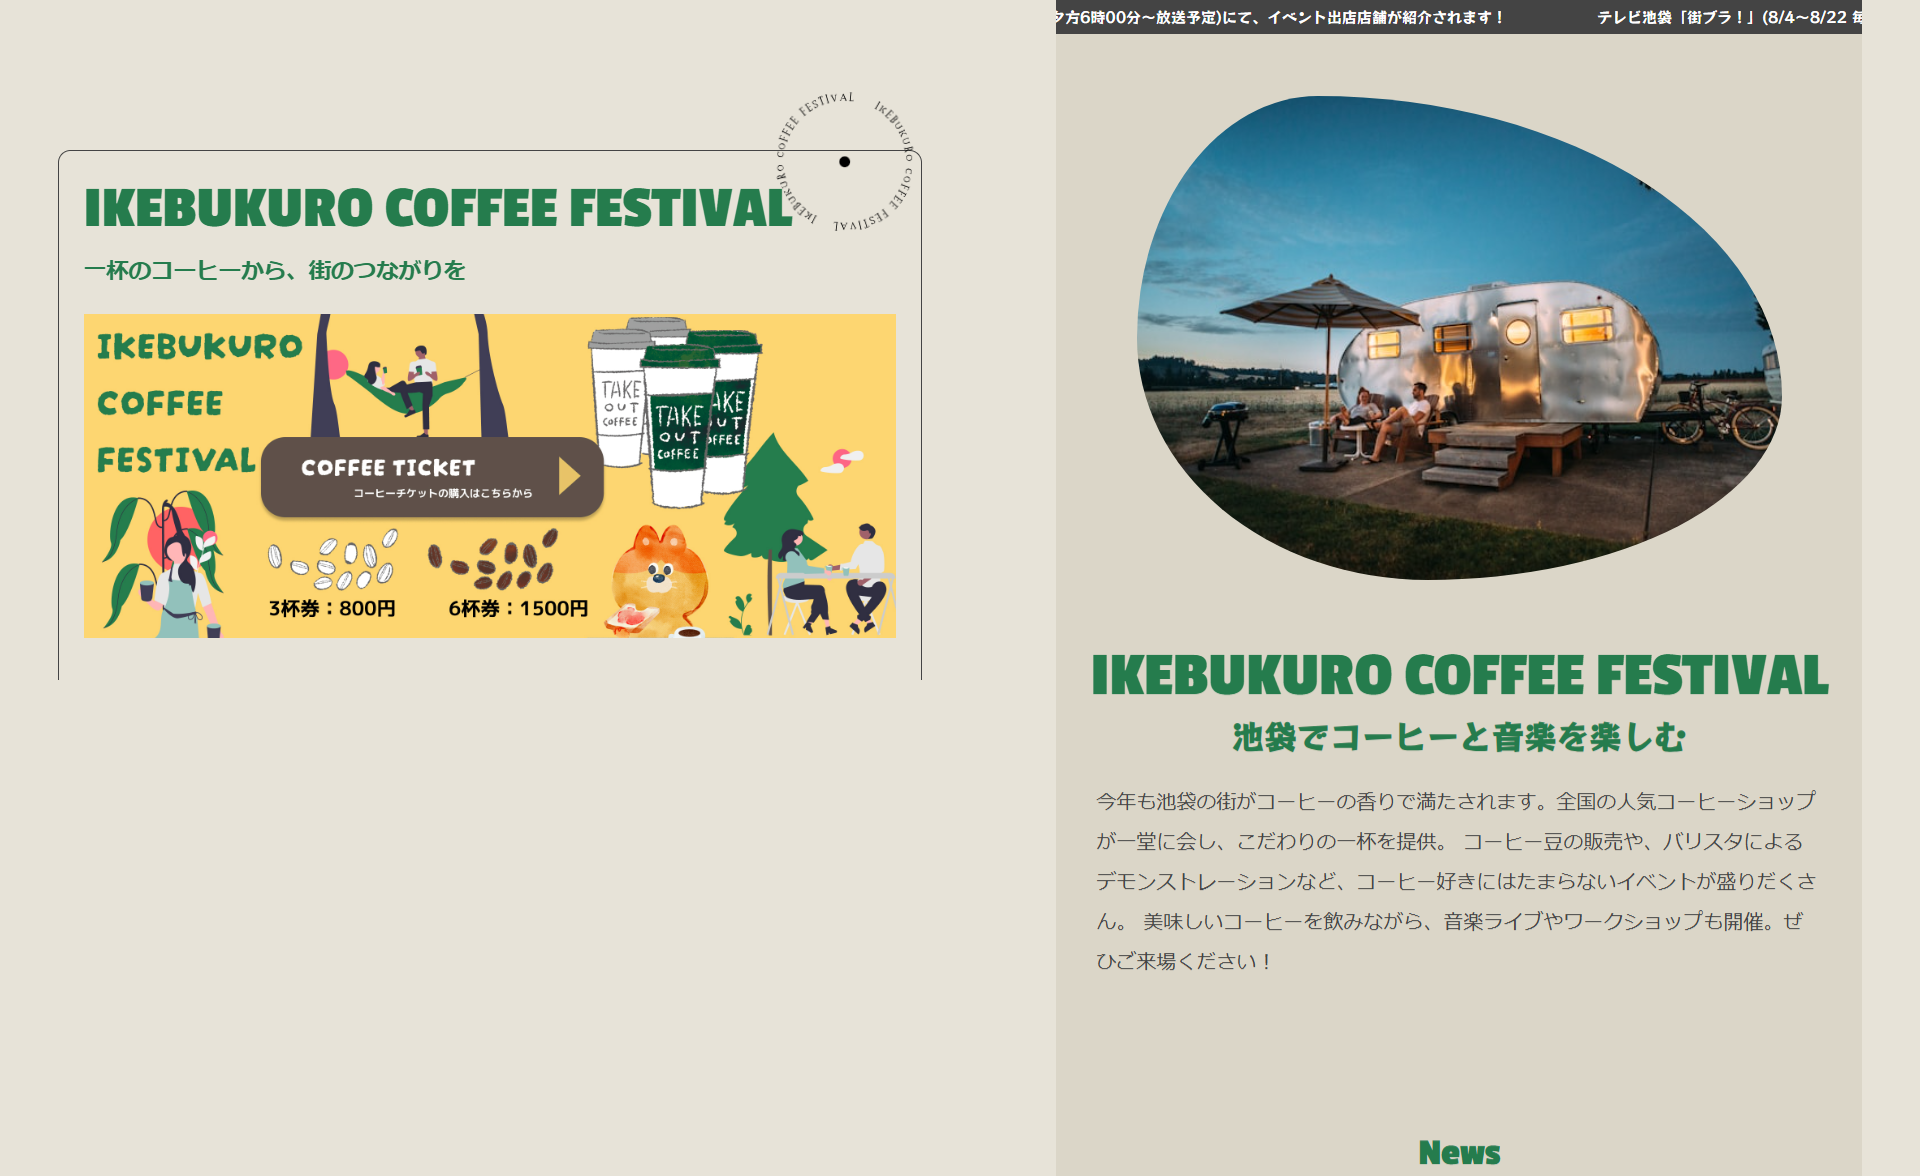 IKEBUKURO COFFEE FESTIVAL IKEBUKURO COFFEE FESTIVAL
IKEBUKURO COFFEE FESTIVAL
一杯のコーヒーから、街のつながりを
IKEBUKURO
COFFEE
FESTIVAL
TAKE
OUT
COFFEE
TAKE
OUT
COFFEE
AKE
UT
OFFEE
COFFEE TICKET
コーヒーチケットの購入はこちらから
3杯券：800円
6杯券：1500円
夕方6時00分～放送予定)にて、イベント出店店舗が紹介されます！ テレビ池袋「街ブラ！」(8/4～8/22 毎
IKEBUKURO COFFEE FESTIVAL
池袋でコーヒーと音楽を楽しむ
今年も池袋の街がコーヒーの香りで満たされます。全国の人気コーヒーショップ
が一堂に会し、こだわりの一杯を提供。 コーヒー豆の販売や、バリスタによる
デモンストレーションなど、コーヒー好きにはたまらないイベントが盛りだくさ
ん。 美味しいコーヒーを飲みながら、音楽ライブやワークショップも開催。ぜ
ひご来場ください！
News